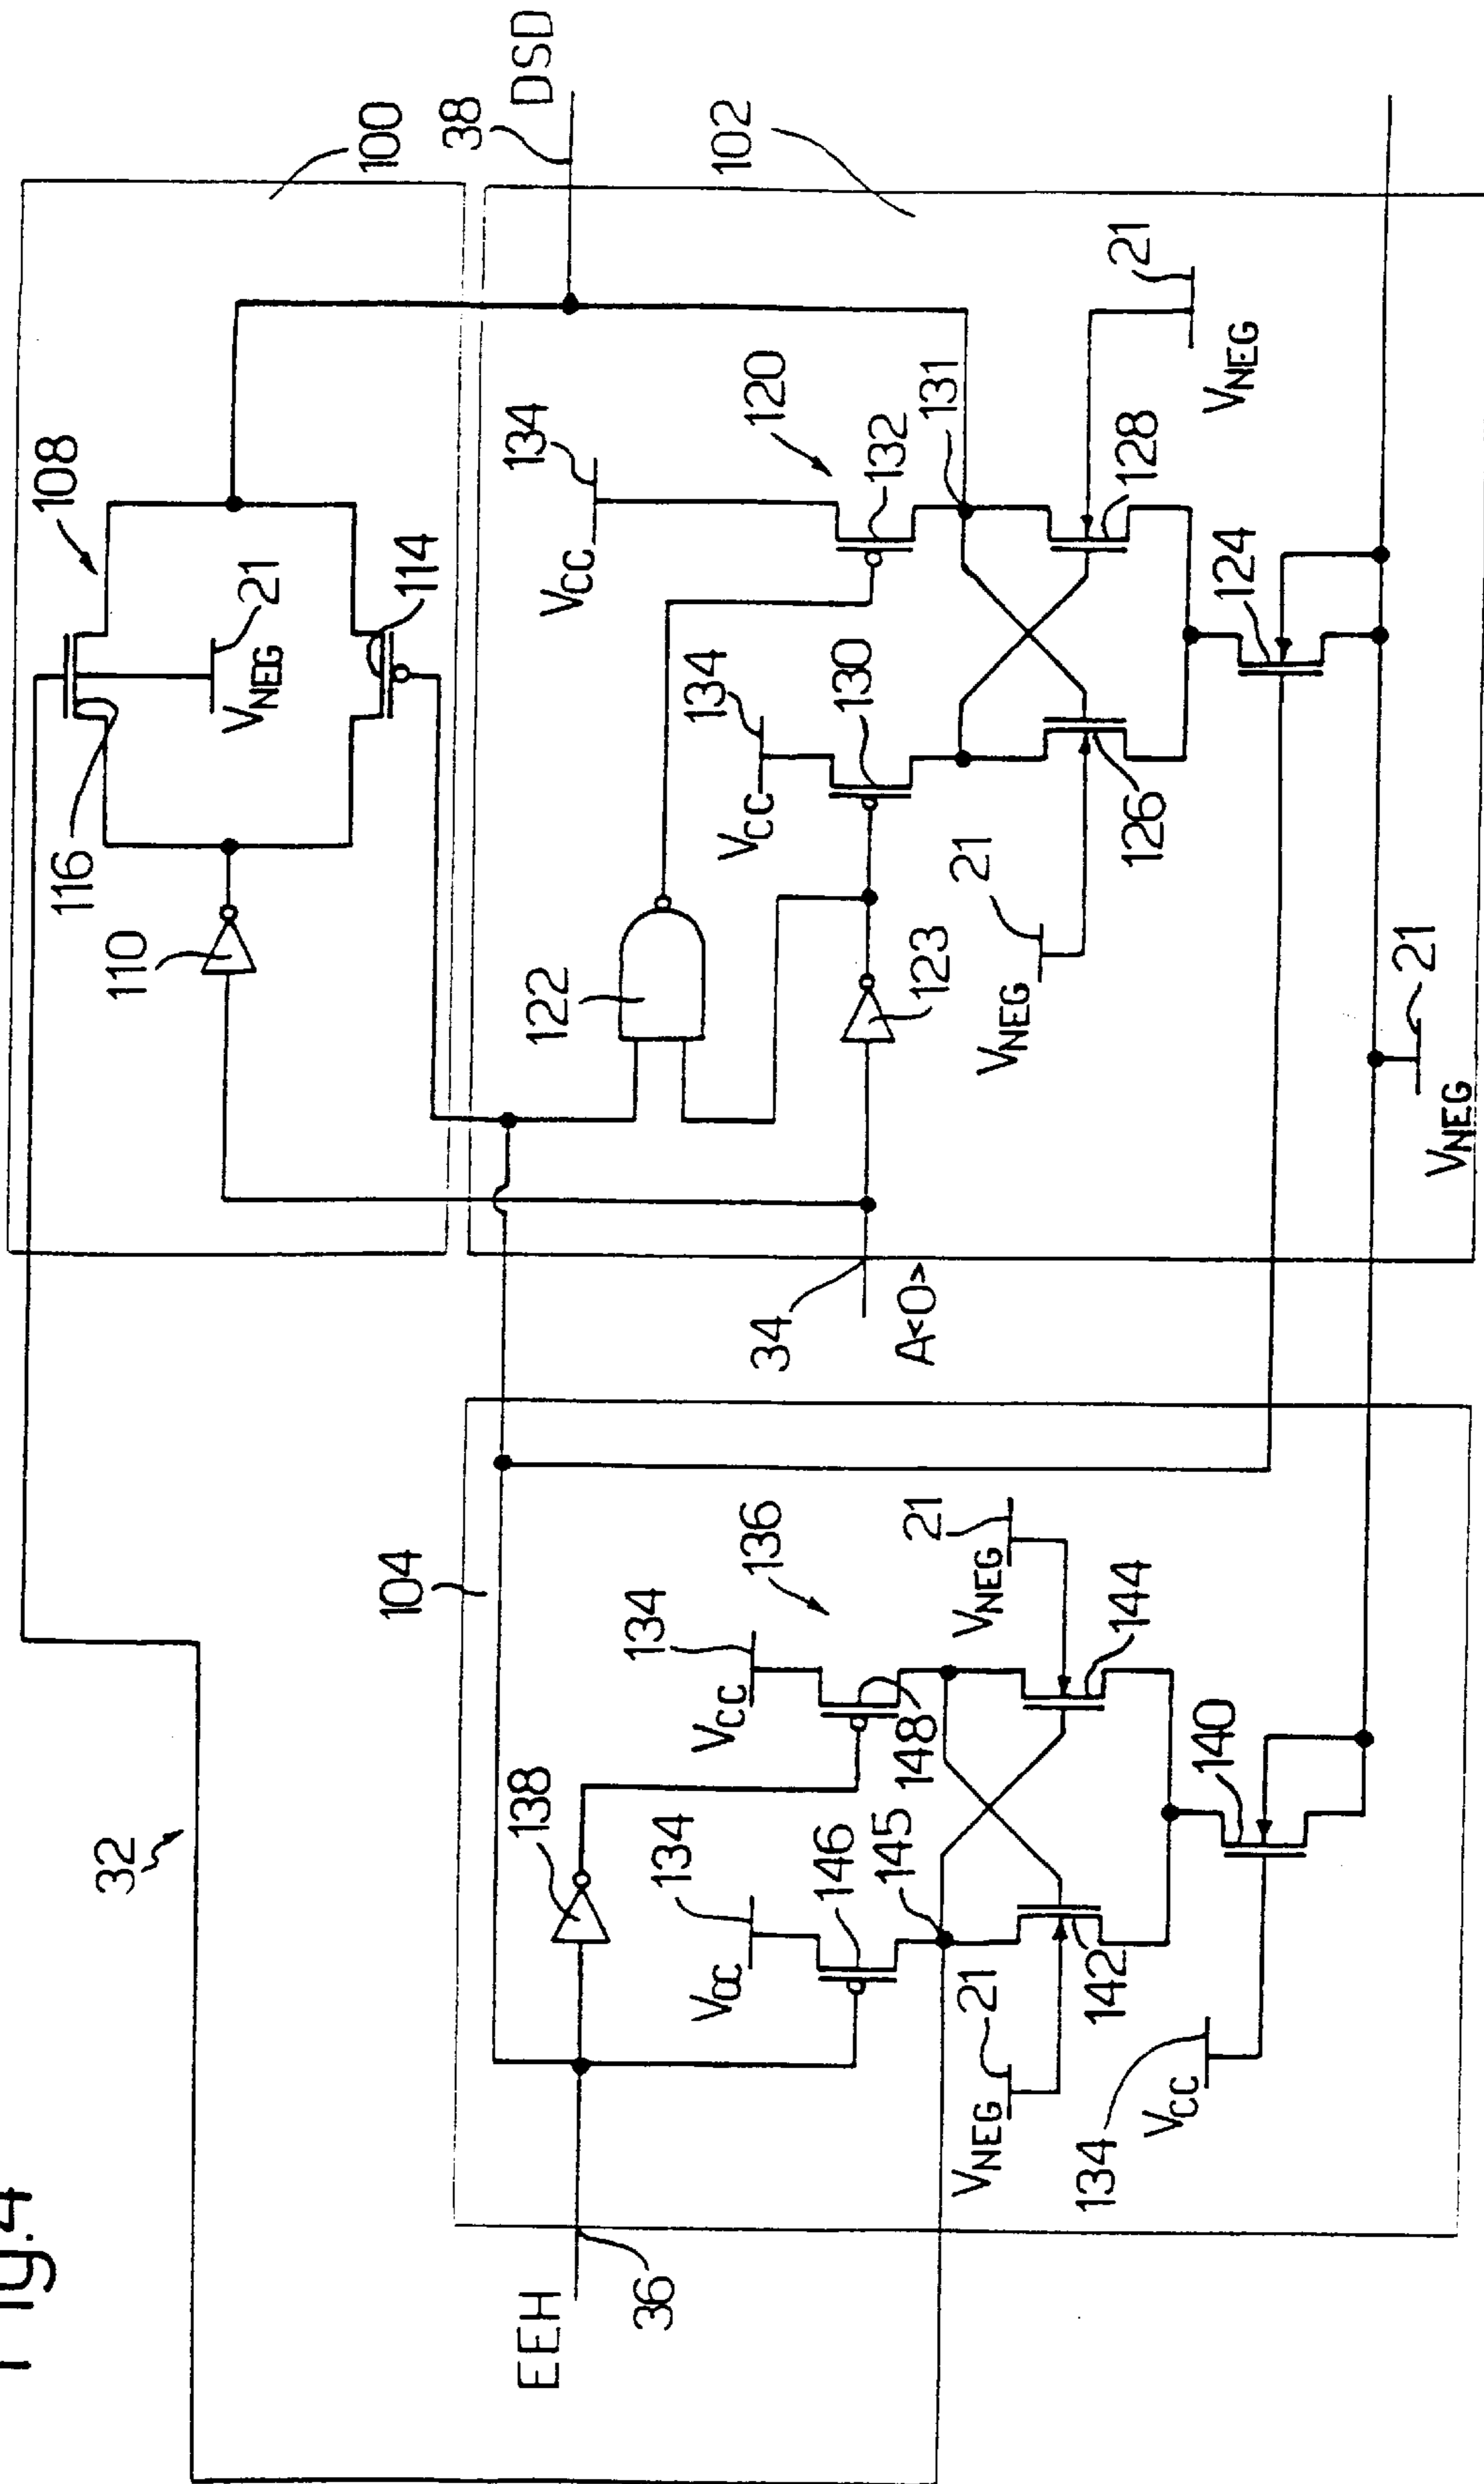 Fig.4
32
100
108
116
110
114
21
VNEG
38
DSD
102
104
EEH
36
138
134
VCC
134
VCC
136
146
148
145
21
VNEG
21
VNEG
142
144
134
VCC
140
34
A<0>
122
123
134
VCC
134
VCC
120
130
132
131
21
VNEG
126
128
21
VNEG
124
21
VNEG